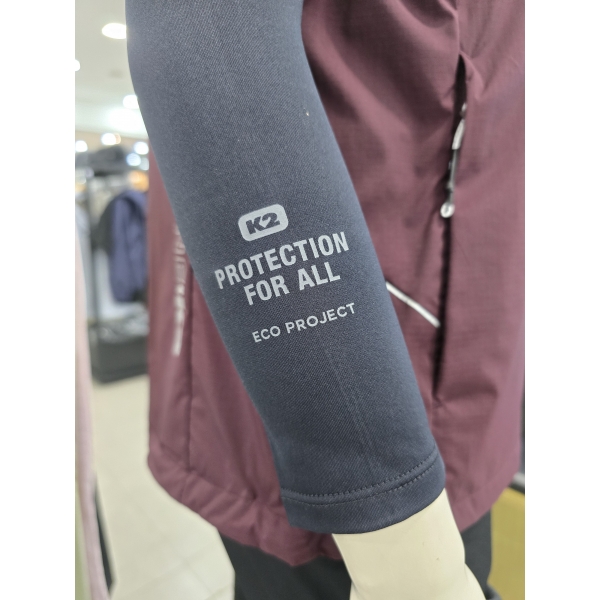 K2
PROTECTION
FOR ALL
ECO PROJECT